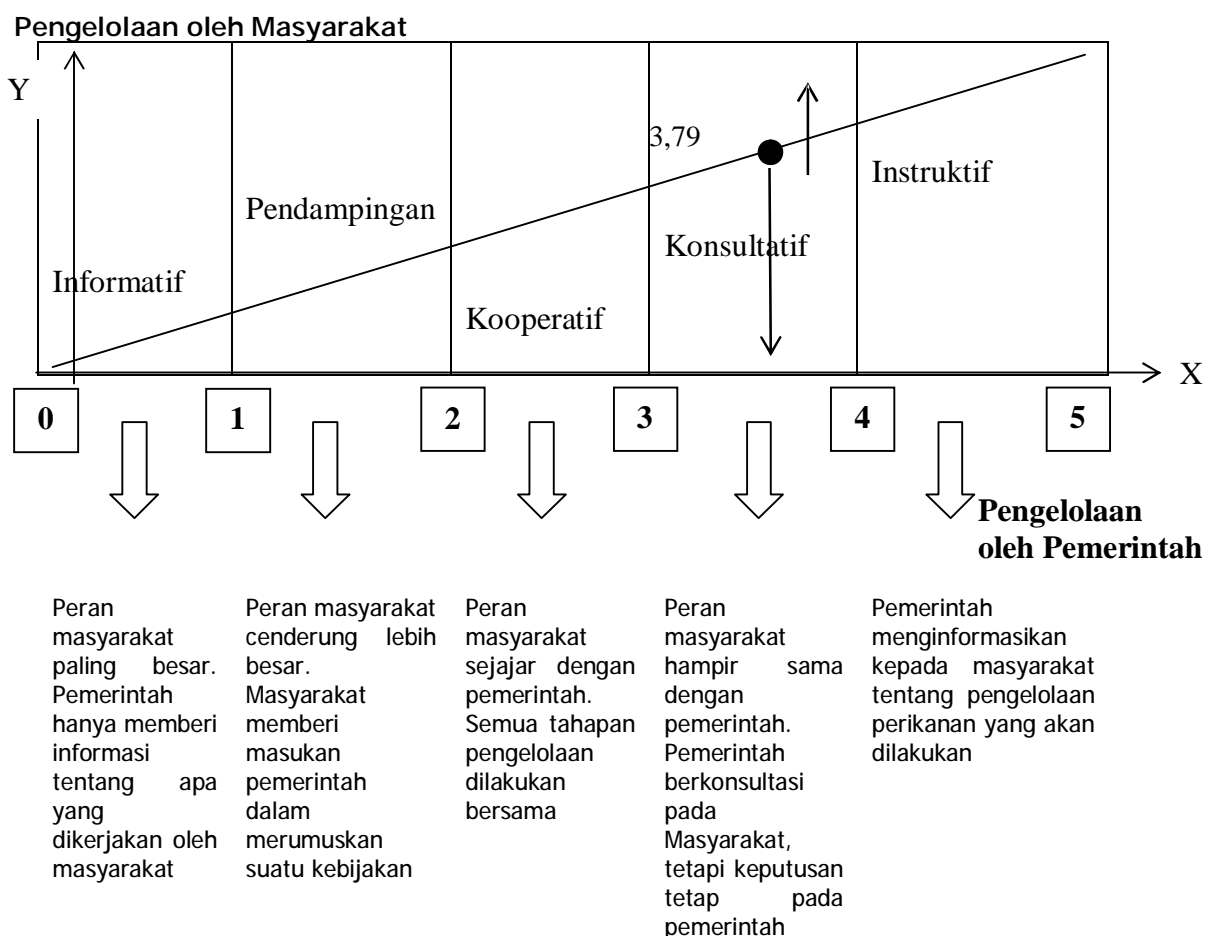 Pengelolaan oleh Masyarakat
Y
3,79
Instruktif
Pendampingan
Konsultatif
Informatif
Kooperatif
X
0
1
2
3
4
5
Pengelolaan
oleh Pemerintah
Peran
masyarakat
paling besar.
Pemerintah
hanya memberi
informasi
tentang apa
yang
dikerjakan oleh
masyarakat
Peran masyarakat
cenderung lebih
besar.
Masyarakat
memberi
masukan
pemerintah
dalam
merumuskan
suatu kebijakan
Peran
masyarakat
sejajar dengan
pemerintah.
Semua tahapan
pengelolaan
dilakukan
bersama
Peran
masyarakat
hampir sama
dengan
pemerintah.
Pemerintah
berkonsultasi
pada
Masyarakat,
tetapi keputusan
tetap pada
pemerintah
Pemerintah
menginformasikan
kepada masyarakat
tentang pengelolaan
perikanan yang akan
dilakukan